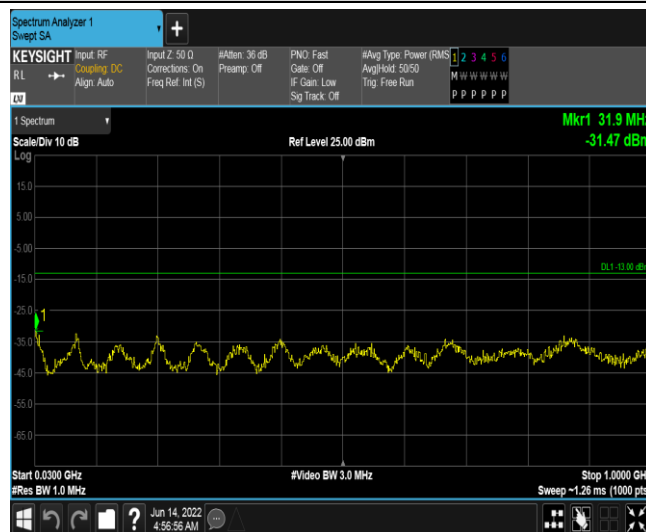 Spectrum Analyzer 1
Swept SA
+
KEYSIGHT Input: RF Input Z: 50 Ω #Atten: 36 dB PNO: Fast #Avg Type: Power (RMS 1 2 3 4 5 6
RL Coupling: DC Corrections: On Preamp: Off Gate: Off Avg|Hold: 50/50 M W W W W W
Align: Auto Freq Ref: Int (S) IF Gain: Low Trig: Free Run
Sig Track: Off P P P P P P
LXI
1 Spectrum Mkr1 31.9 MHz
Scale/Div 10 dB Ref Level 25.00 dBm -31.47 dBm
Log
15.0
5.00
-5.00
DL1 -13.00 dBm
-15.0
-25.0
1
-35.0
-45.0
-55.0
-65.0
Start 0.0300 GHz #Video BW 3.0 MHz Stop 1.0000 GHz
#Res BW 1.0 MHz Sweep ~1.26 ms (1000 pts
? Jun 14, 2022
4:56:56 AM